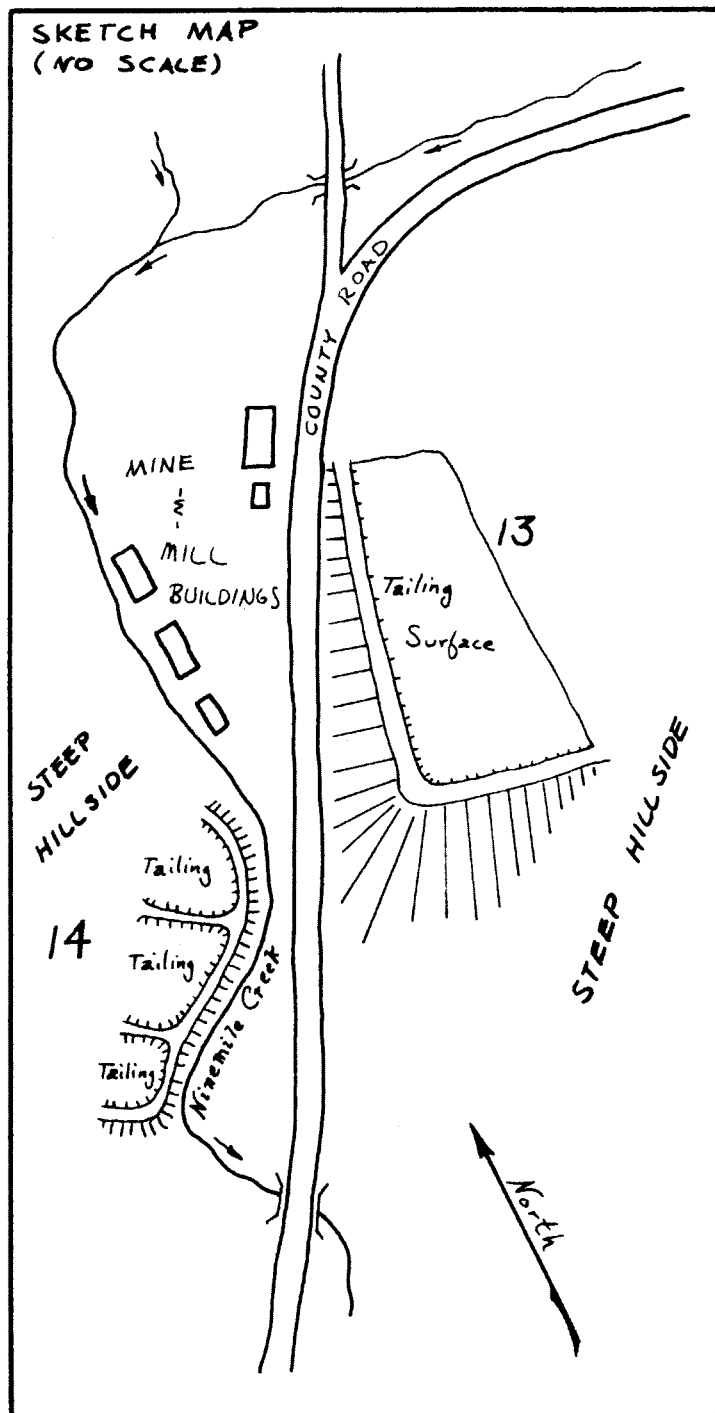 SKETCH MAP
(NO SCALE)
COUNTY ROAD
MINE
&
MILL
BUILDINGS
13
Tailing
Surface
STEEP
HILLSIDE
STEEP HILLSIDE
14
Tailing
Tailing
Tailing
Ninemile Creek
North